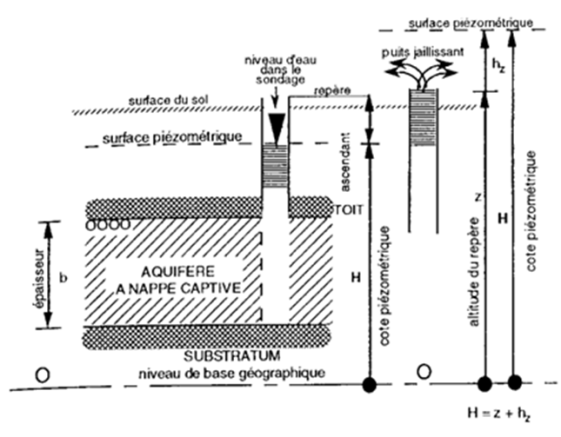 surface piézométrique
niveau d'eau
dans le
sondage
puits jaillissant
h_z
repère
surface du sol
surface piézométrique
ascendant
TOIT
OOOO
épaisseur
b
AQUIFERE
A NAPPE CAPTIVE
H
cote piézométrique
z
altitude du repère
H
cote piézométrique
SUBSTRATUM
niveau de base géographique
O
O
H = z + h_z